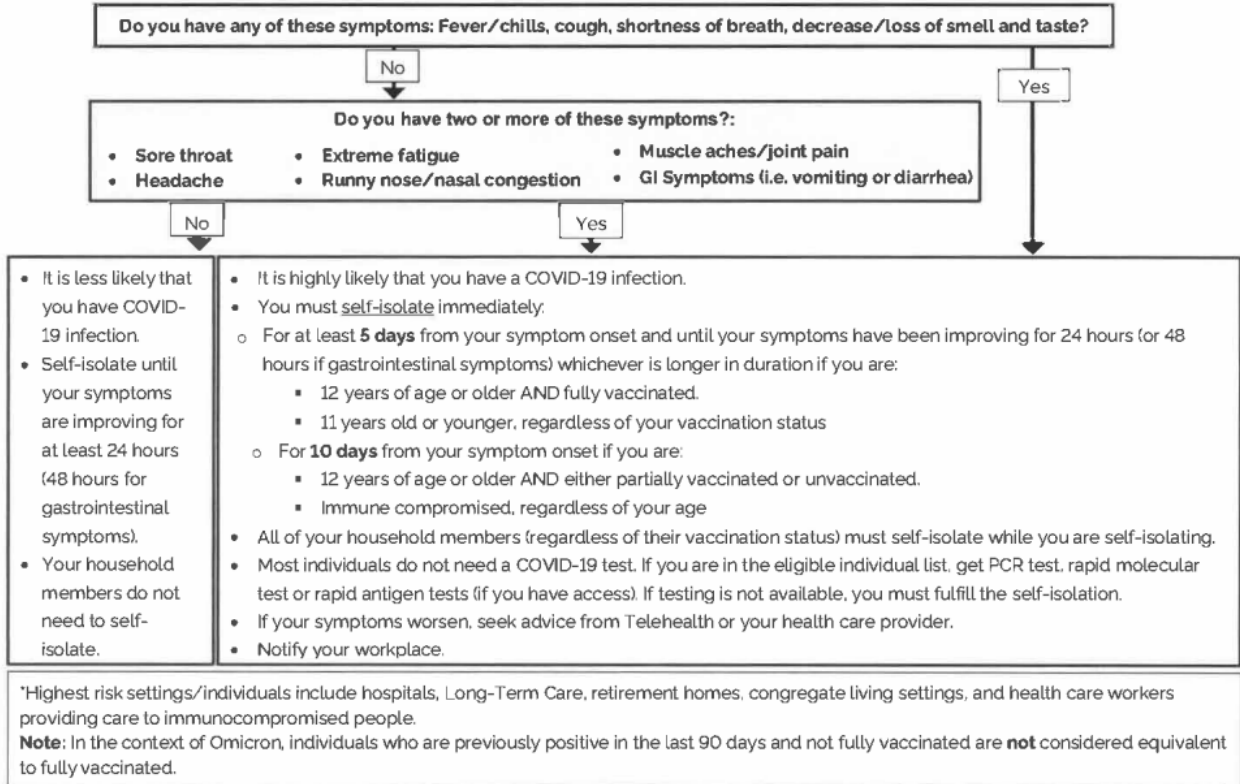 Do you have any of these symptoms: Fever/chills, cough, shortness of breath, decrease/loss of smell and taste?
No
Yes
Do you have two or more of these symptoms?:
• Sore throat
• Headache
• Extreme fatigue
• Runny nose/nasal congestion
• Muscle aches/joint pain
• GI Symptoms (i.e. vomiting or diarrhea)
No
Yes
• It is less likely that
you have COVID-
19 infection.
• Self-isolate until
your symptoms
are improving for
at least 24 hours
(48 hours for
gastrointestinal
symptoms).
• Your household
members do not
need to self-
isolate.
• It is highly likely that you have a COVID-19 infection.
• You must self-isolate immediately:
o For at least 5 days from your symptom onset and until your symptoms have been improving for 24 hours (or 48
hours if gastrointestinal symptoms) whichever is longer in duration if you are:
▪ 12 years of age or older AND fully vaccinated.
▪ 11 years old or younger, regardless of your vaccination status
o For 10 days from your symptom onset if you are:
▪ 12 years of age or older AND either partially vaccinated or unvaccinated.
▪ Immune compromised, regardless of your age
• All of your household members (regardless of their vaccination status) must self-isolate while you are self-isolating.
• Most individuals do not need a COVID-19 test. If you are in the eligible individual list, get PCR test, rapid molecular
test or rapid antigen tests (if you have access). If testing is not available, you must fulfill the self-isolation.
• If your symptoms worsen, seek advice from Telehealth or your health care provider.
• Notify your workplace.
*Highest risk settings/individuals include hospitals, Long-Term Care, retirement homes, congregate living settings, and health care workers
providing care to immunocompromised people.
Note: In the context of Omicron, individuals who are previously positive in the last 90 days and not fully vaccinated are not considered equivalent
to fully vaccinated.